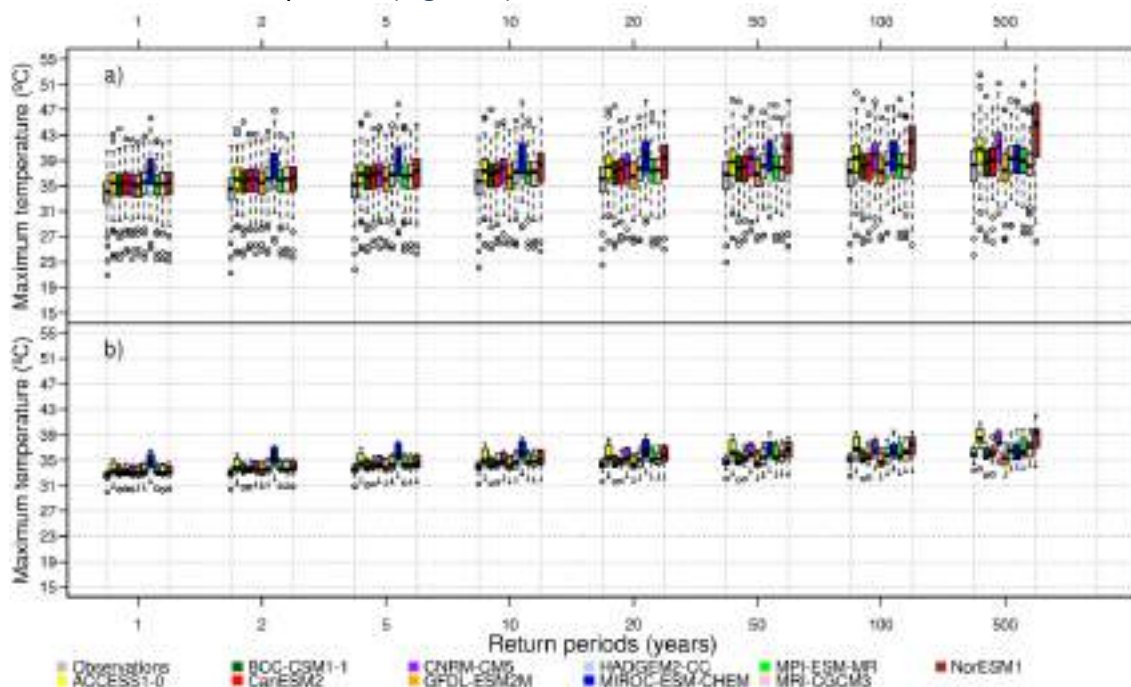 1 2 5 10 20 50 100 500
Maximum temperature (ºC)
55
51
47
43
39
35
31
27
23
19
15
a)
Maximum temperature (ºC)
55
51
47
43
39
35
31
27
23
19
15
b)
1 2 5 10 20 50 100 500
Return periods (years)
Observations BCC-CSM1-1 CNRM-CM5 HADGEM2-CC MPI-ESM-MR NorESM1
ACCESS1-0 CanESM2 GFDL-ESM2M MIROC-ESM-CHEM MRI-CGCM3